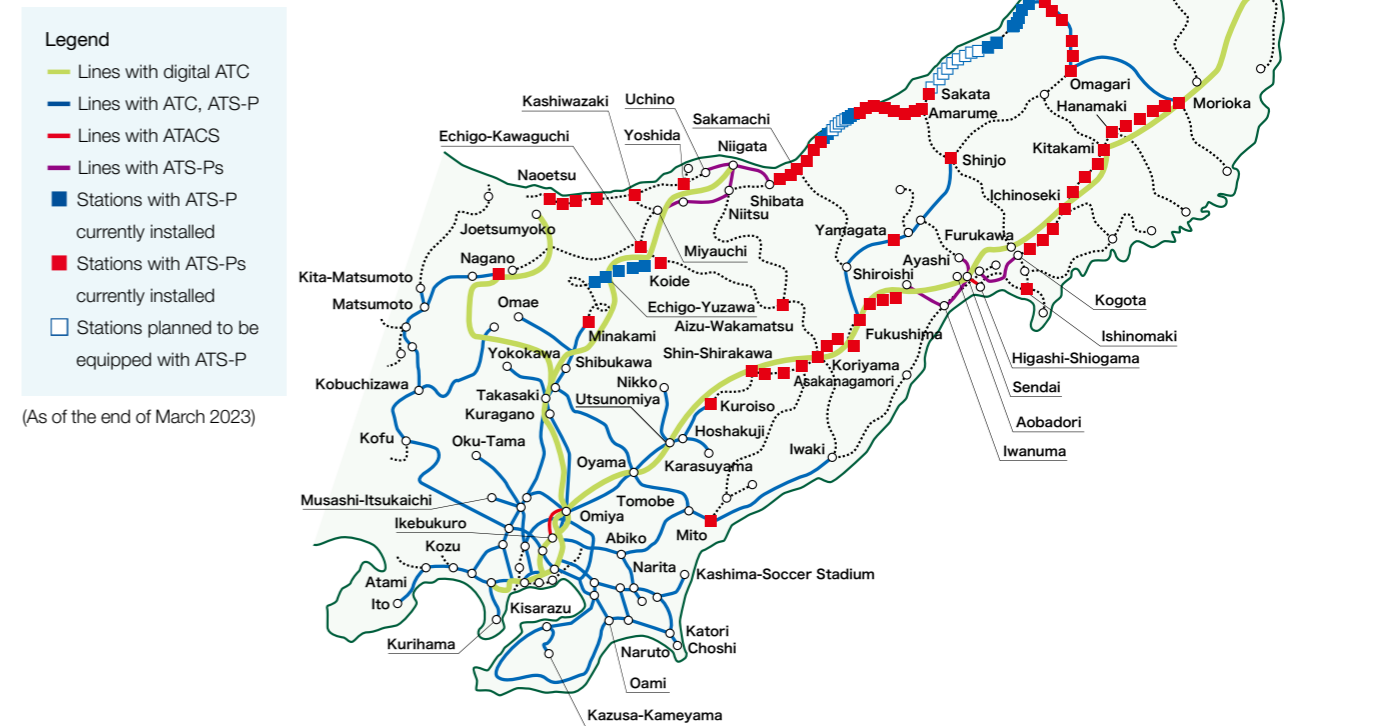 Legend
Lines with digital ATC
Lines with ATC, ATS-P
Lines with ATACS
Lines with ATS-Ps
Stations with ATS-P
currently installed
Stations with ATS-Ps
currently installed
Stations planned to be
equipped with ATS-P
(As of the end of March 2023)
Omagari
Sakata
Hanamaki
Morioka
Amarume
Kashiwazaki
Uchino
Sakamachi
Echigo-Kawaguchi
Yoshida
Niigata
Kitakami
Shinjo
Naoetsu
Ichinoseki
Shibata
Niitsu
Joetsumyoko
Yamagata
Furukawa
Miyauchi
Nagano
Ayashi
Shiroishi
Kita-Matsumoto
Koide
Matsumoto
Omae
Echigo-Yuzawa
Kogota
Aizu-Wakamatsu
Minakami
Fukushima
Ishinomaki
Yokokawa
Shibukawa
Shin-Shirakawa
Higashi-Shiogama
Koriyama
Kobuchizawa
Nikko
Asakanagamori
Sendai
Takasaki
Utsunomiya
Kuragano
Kuroiso
Aobadori
Kofu
Oku-Tama
Hoshakuji
Iwaki
Iwanuma
Oyama
Karasuyama
Musashi-Itsukaichi
Tomobe
Omiya
Ikebukuro
Mito
Abiko
Kozu
Narita
Kashima-Soccer Stadium
Atami
Ito
Kisarazu
Katori
Kurihama
Naruto
Choshi
Oami
Kazusa-Kameyama